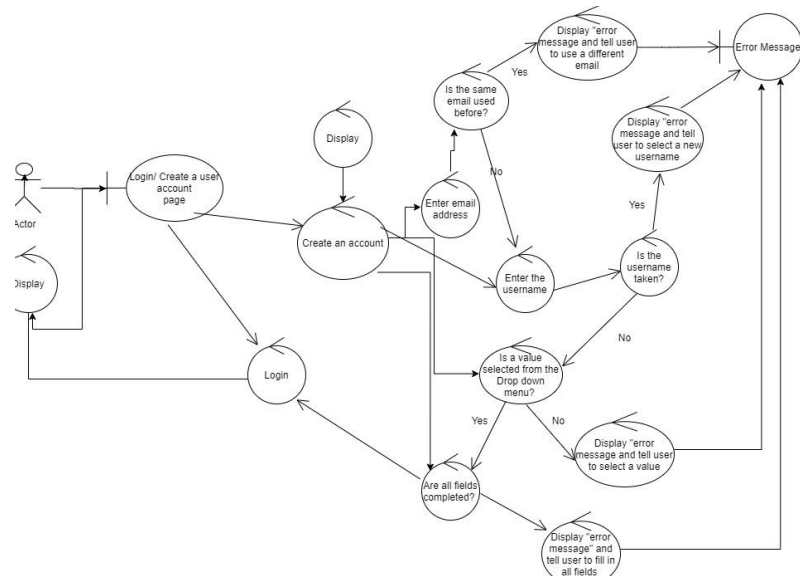 Display "error
message and tell user
to use a different
email
Error Message
Yes
Is the same
email used
before?
Display "error
message and tell
user to select a new
username
Display
Login/ Create a user
account
page
No
Enter email
address
Yes
Actor
Create an account
Is the
username
taken?
Display
Enter the
username
No
Is a value
selected from the
Drop down
menu?
Login
Yes
No
Display "error
message and tell user
to select a value
Are all fields
completed?
Display "error
message" and
tell user to fill in
all fields